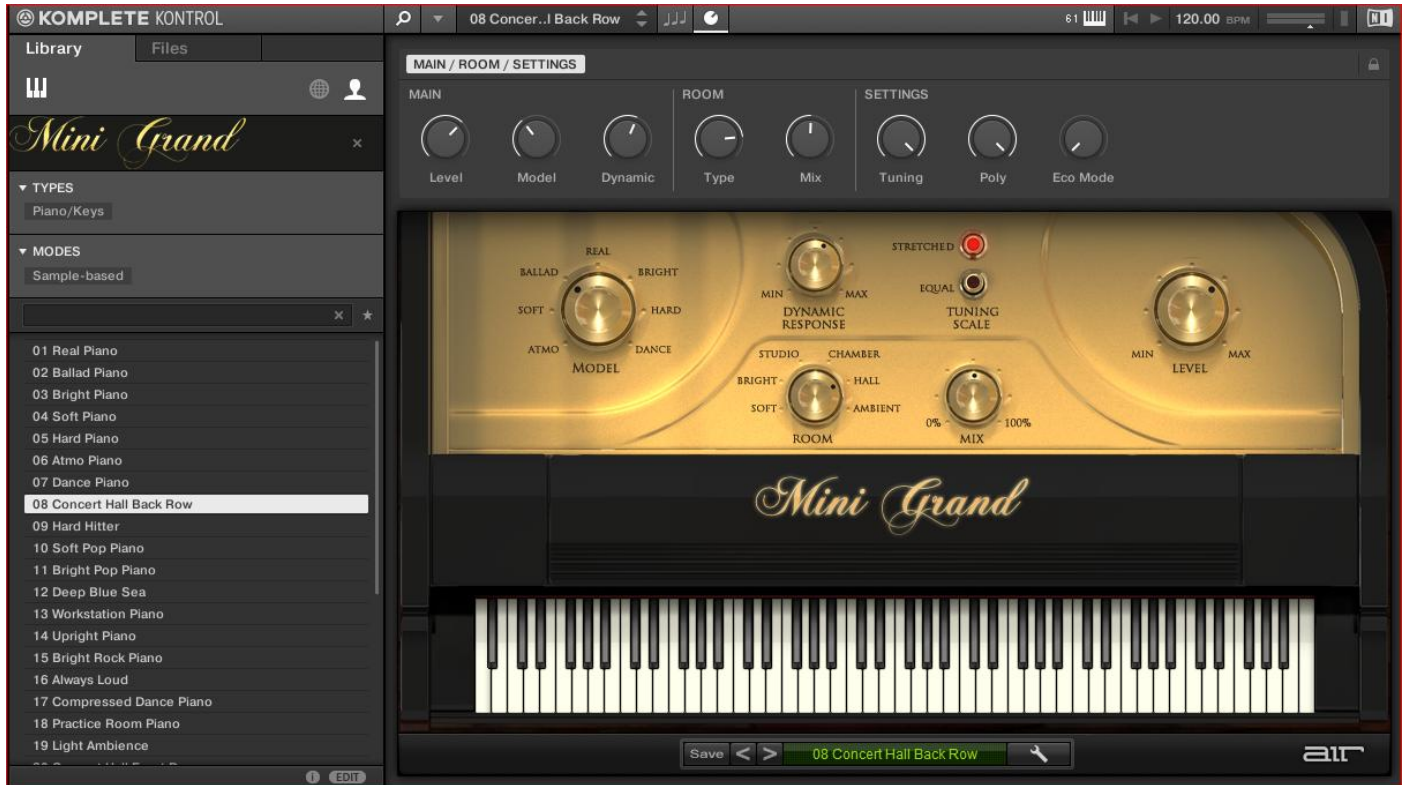 KOMPLETE KONTROL
08 Concer..l Back Row
61
120.00 BPM
Library
Files
Mini Grand
TYPES
Piano/Keys
MODES
Sample-based
01 Real Piano
02 Ballad Piano
03 Bright Piano
04 Soft Piano
05 Hard Piano
06 Atmo Piano
07 Dance Piano
08 Concert Hall Back Row
09 Hard Hitter
10 Soft Pop Piano
11 Bright Pop Piano
12 Deep Blue Sea
13 Workstation Piano
14 Upright Piano
15 Bright Rock Piano
16 Always Loud
17 Compressed Dance Piano
18 Practice Room Piano
19 Light Ambience
EDIT
MAIN / ROOM / SETTINGS
MAIN
ROOM
SETTINGS
Level Model Dynamic Type Mix Tuning Poly Eco Mode
REAL
BALLAD BRIGHT
SOFT HARD
ATMO DANCE
MODEL
MIN MAX
DYNAMIC
RESPONSE
STRETCHED
EQUAL
TUNING
SCALE
STUDIO CHAMBER
BRIGHT HALL
SOFT AMBIENT
ROOM
0% 100%
MIX
MIN MAX
LEVEL
Mini Grand
Save < > 08 Concert Hall Back Row
air